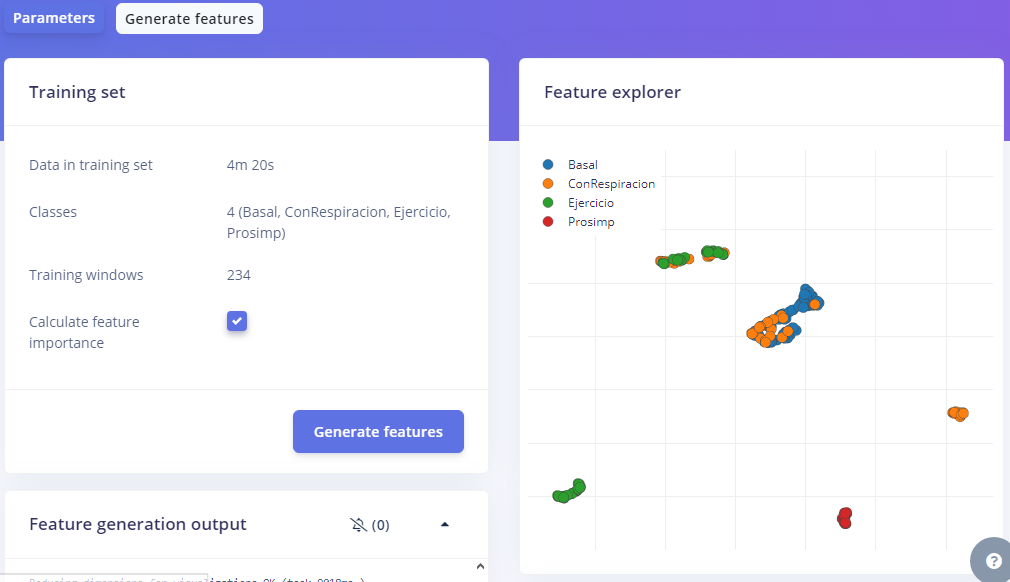 Parameters
Generate features
Training set
Data in training set
4m 20s
Classes
4 (Basal, ConRespiracion, Ejercicio,
Prosimp)
Training windows
234
Calculate feature
importance
Generate features
Feature generation output
(0)
Feature explorer
Basal
ConRespiracion
Ejercicio
Prosimp
?